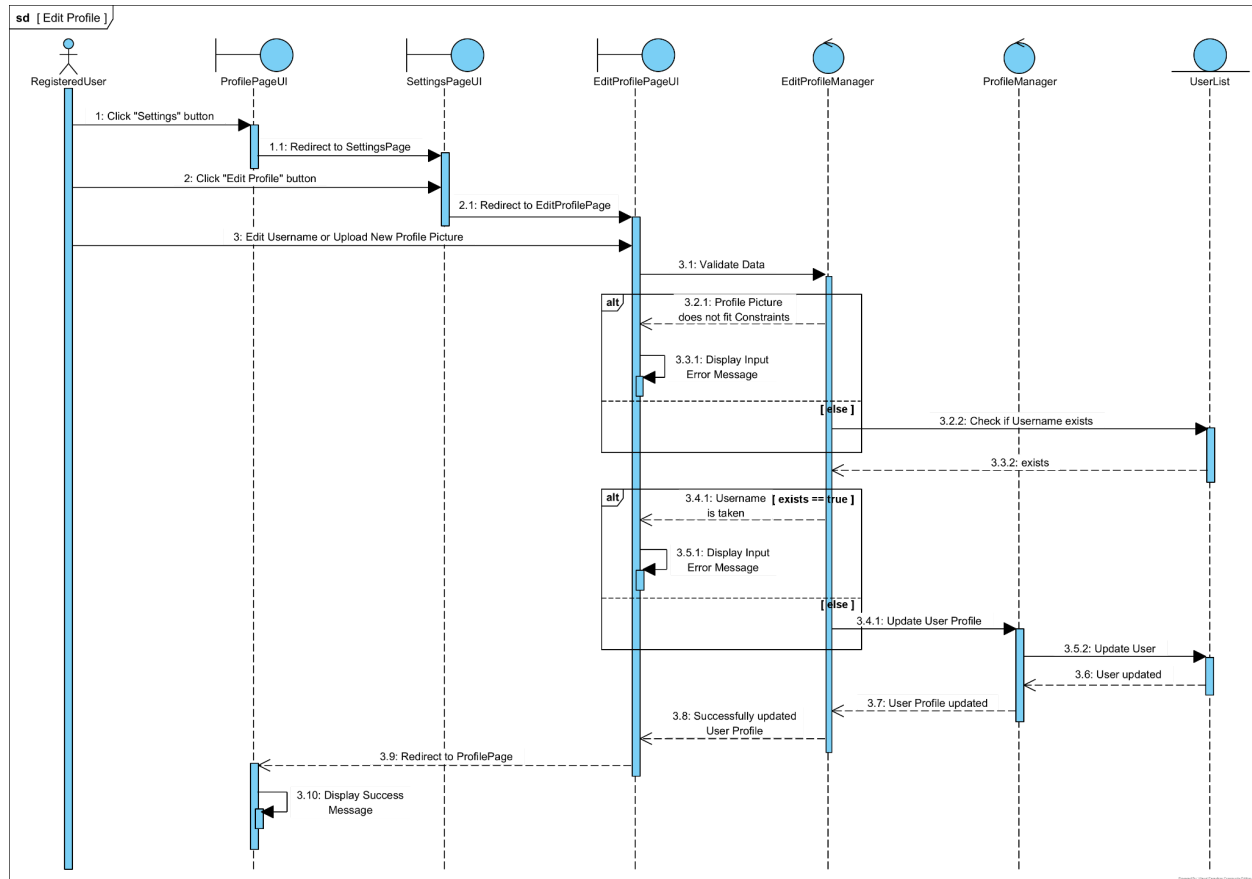 sd [ Edit Profile ]
RegisteredUser
ProfilePageUI
SettingsPageUI
EditProfilePageUI
EditProfileManager
ProfileManager
UserList
1: Click "Settings" button
1.1: Redirect to SettingsPage
2: Click "Edit Profile" button
2.1: Redirect to EditProfilePage
3: Edit Username or Upload New Profile Picture
3.1: Validate Data
alt
3.2.1: Profile Picture
does not fit Constraints
3.3.1: Display Input
Error Message
[ else ]
3.2.2: Check if Username exists
3.3.2: exists
alt
3.4.1: Username
is taken
[ exists == true ]
3.5.1: Display Input
Error Message
[ else ]
3.4.1: Update User Profile
3.5.2: Update User
3.6: User updated
3.7: User Profile updated
3.8: Successfully updated
User Profile
3.9: Redirect to ProfilePage
3.10: Display Success
Message